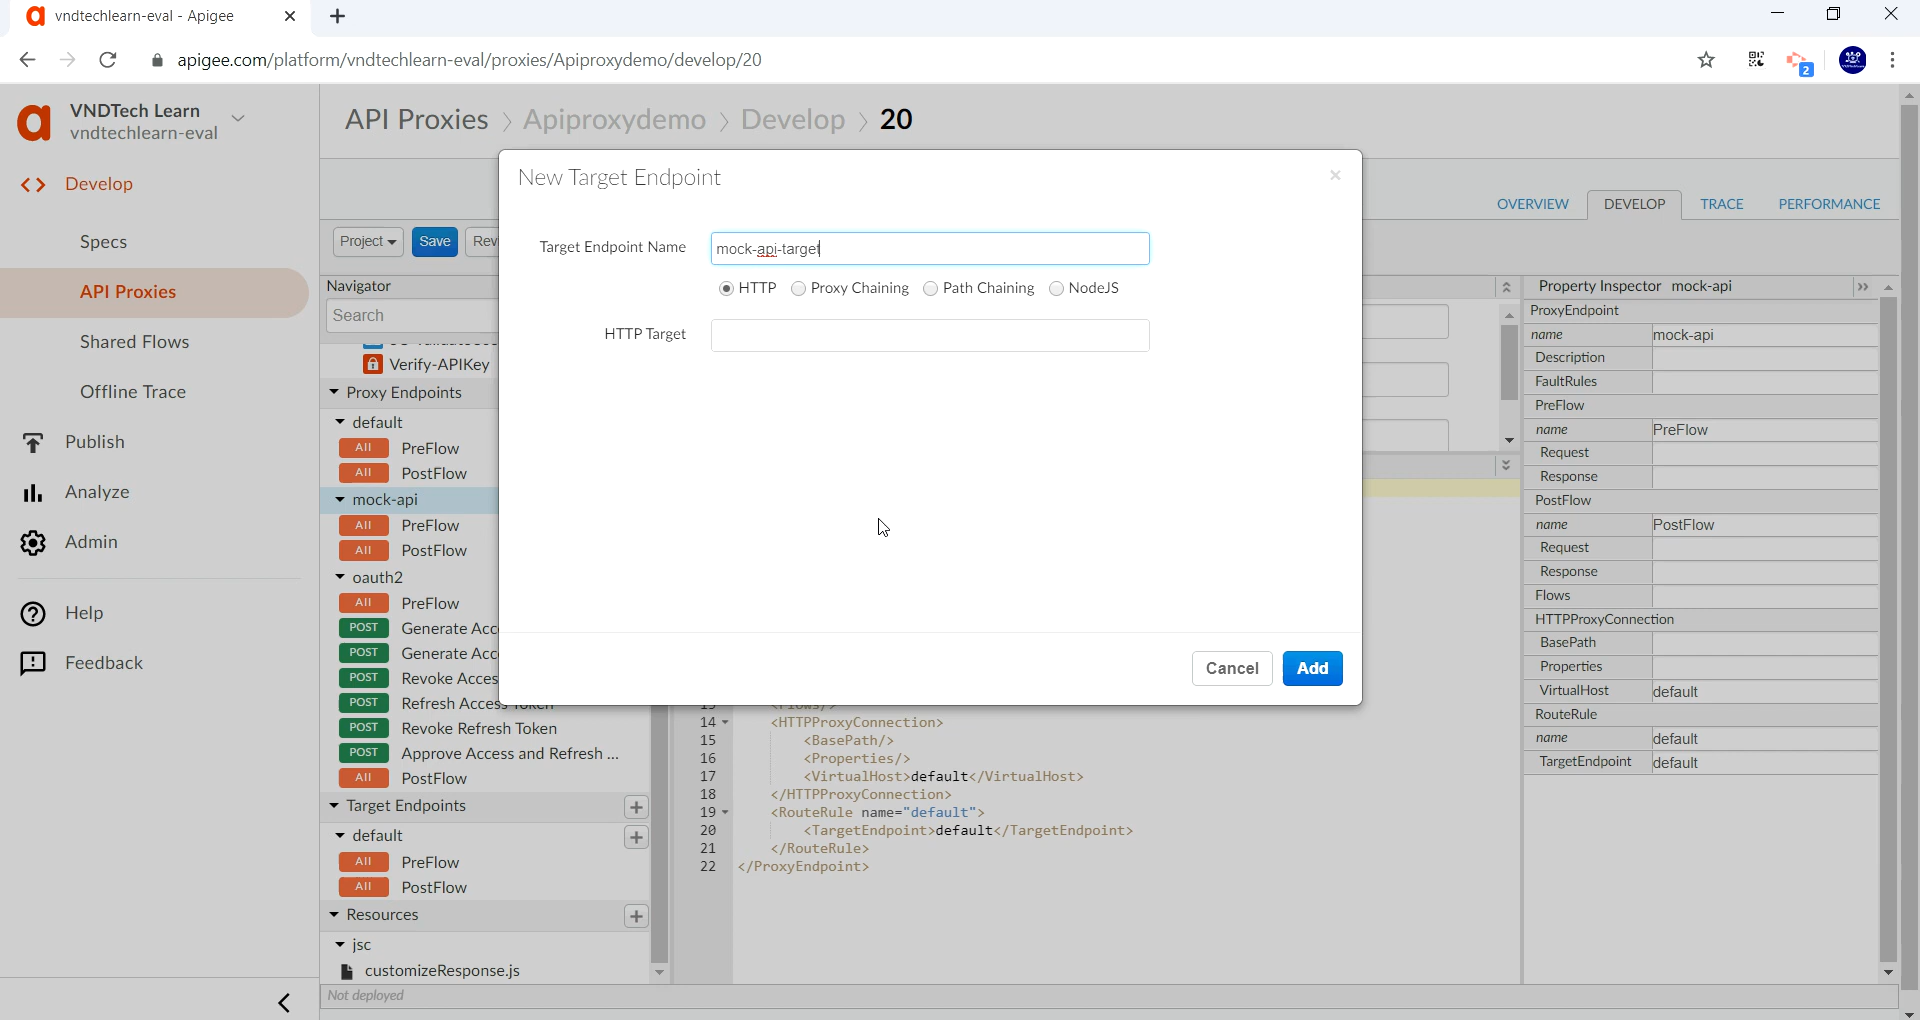 vndtechlearn-eval - Apigee
apigee.com/platform/vndtechlearn-eval/proxies/Apiproxydemo/develop/20
2
VNDTech Learn
vndtechlearn-eval
API Proxies > Apiproxydemo > Develop > 20
Develop
Specs
API Proxies
Shared Flows
Offline Trace
Publish
Analyze
Admin
Help
Feedback
OVERVIEW DEVELOP TRACE PERFORMANCE
Project Save Rev
New Target Endpoint
Target Endpoint Name mock-api-target
HTTP Proxy Chaining Path Chaining NodeJS
HTTP Target
Cancel Add
Navigator
Search
Verify-APIKey
Proxy Endpoints
default
All PreFlow
All PostFlow
mock-api
All PreFlow
All PostFlow
oauth2
All PreFlow
POST Generate Acc
POST Generate Acc
POST Revoke Acces
POST Refresh Access Token
POST Revoke Refresh Token
POST Approve Access and Refresh ...
All PostFlow
Target Endpoints
default
All PreFlow
All PostFlow
Resources
jsc
customizeResponse.js
Not deployed
14 <HTTPProxyConnection>
15 <BasePath/>
16 <Properties/>
17 <VirtualHost>default</VirtualHost>
18 </HTTPProxyConnection>
19 <RouteRule name="default">
20 <TargetEndpoint>default</TargetEndpoint>
21 </RouteRule>
22 </ProxyEndpoint>
Property Inspector mock-api
ProxyEndpoint
name mock-api
Description
FaultRules
PreFlow
name PreFlow
Request
Response
PostFlow
name PostFlow
Request
Response
Flows
HTTPProxyConnection
BasePath
Properties
VirtualHost default
RouteRule
name default
TargetEndpoint default